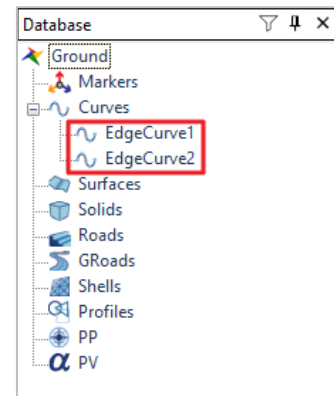 Database
Ground
Markers
Curves
EdgeCurve1
EdgeCurve2
Surfaces
Solids
Roads
GRoads
Shells
Profiles
PP
α PV